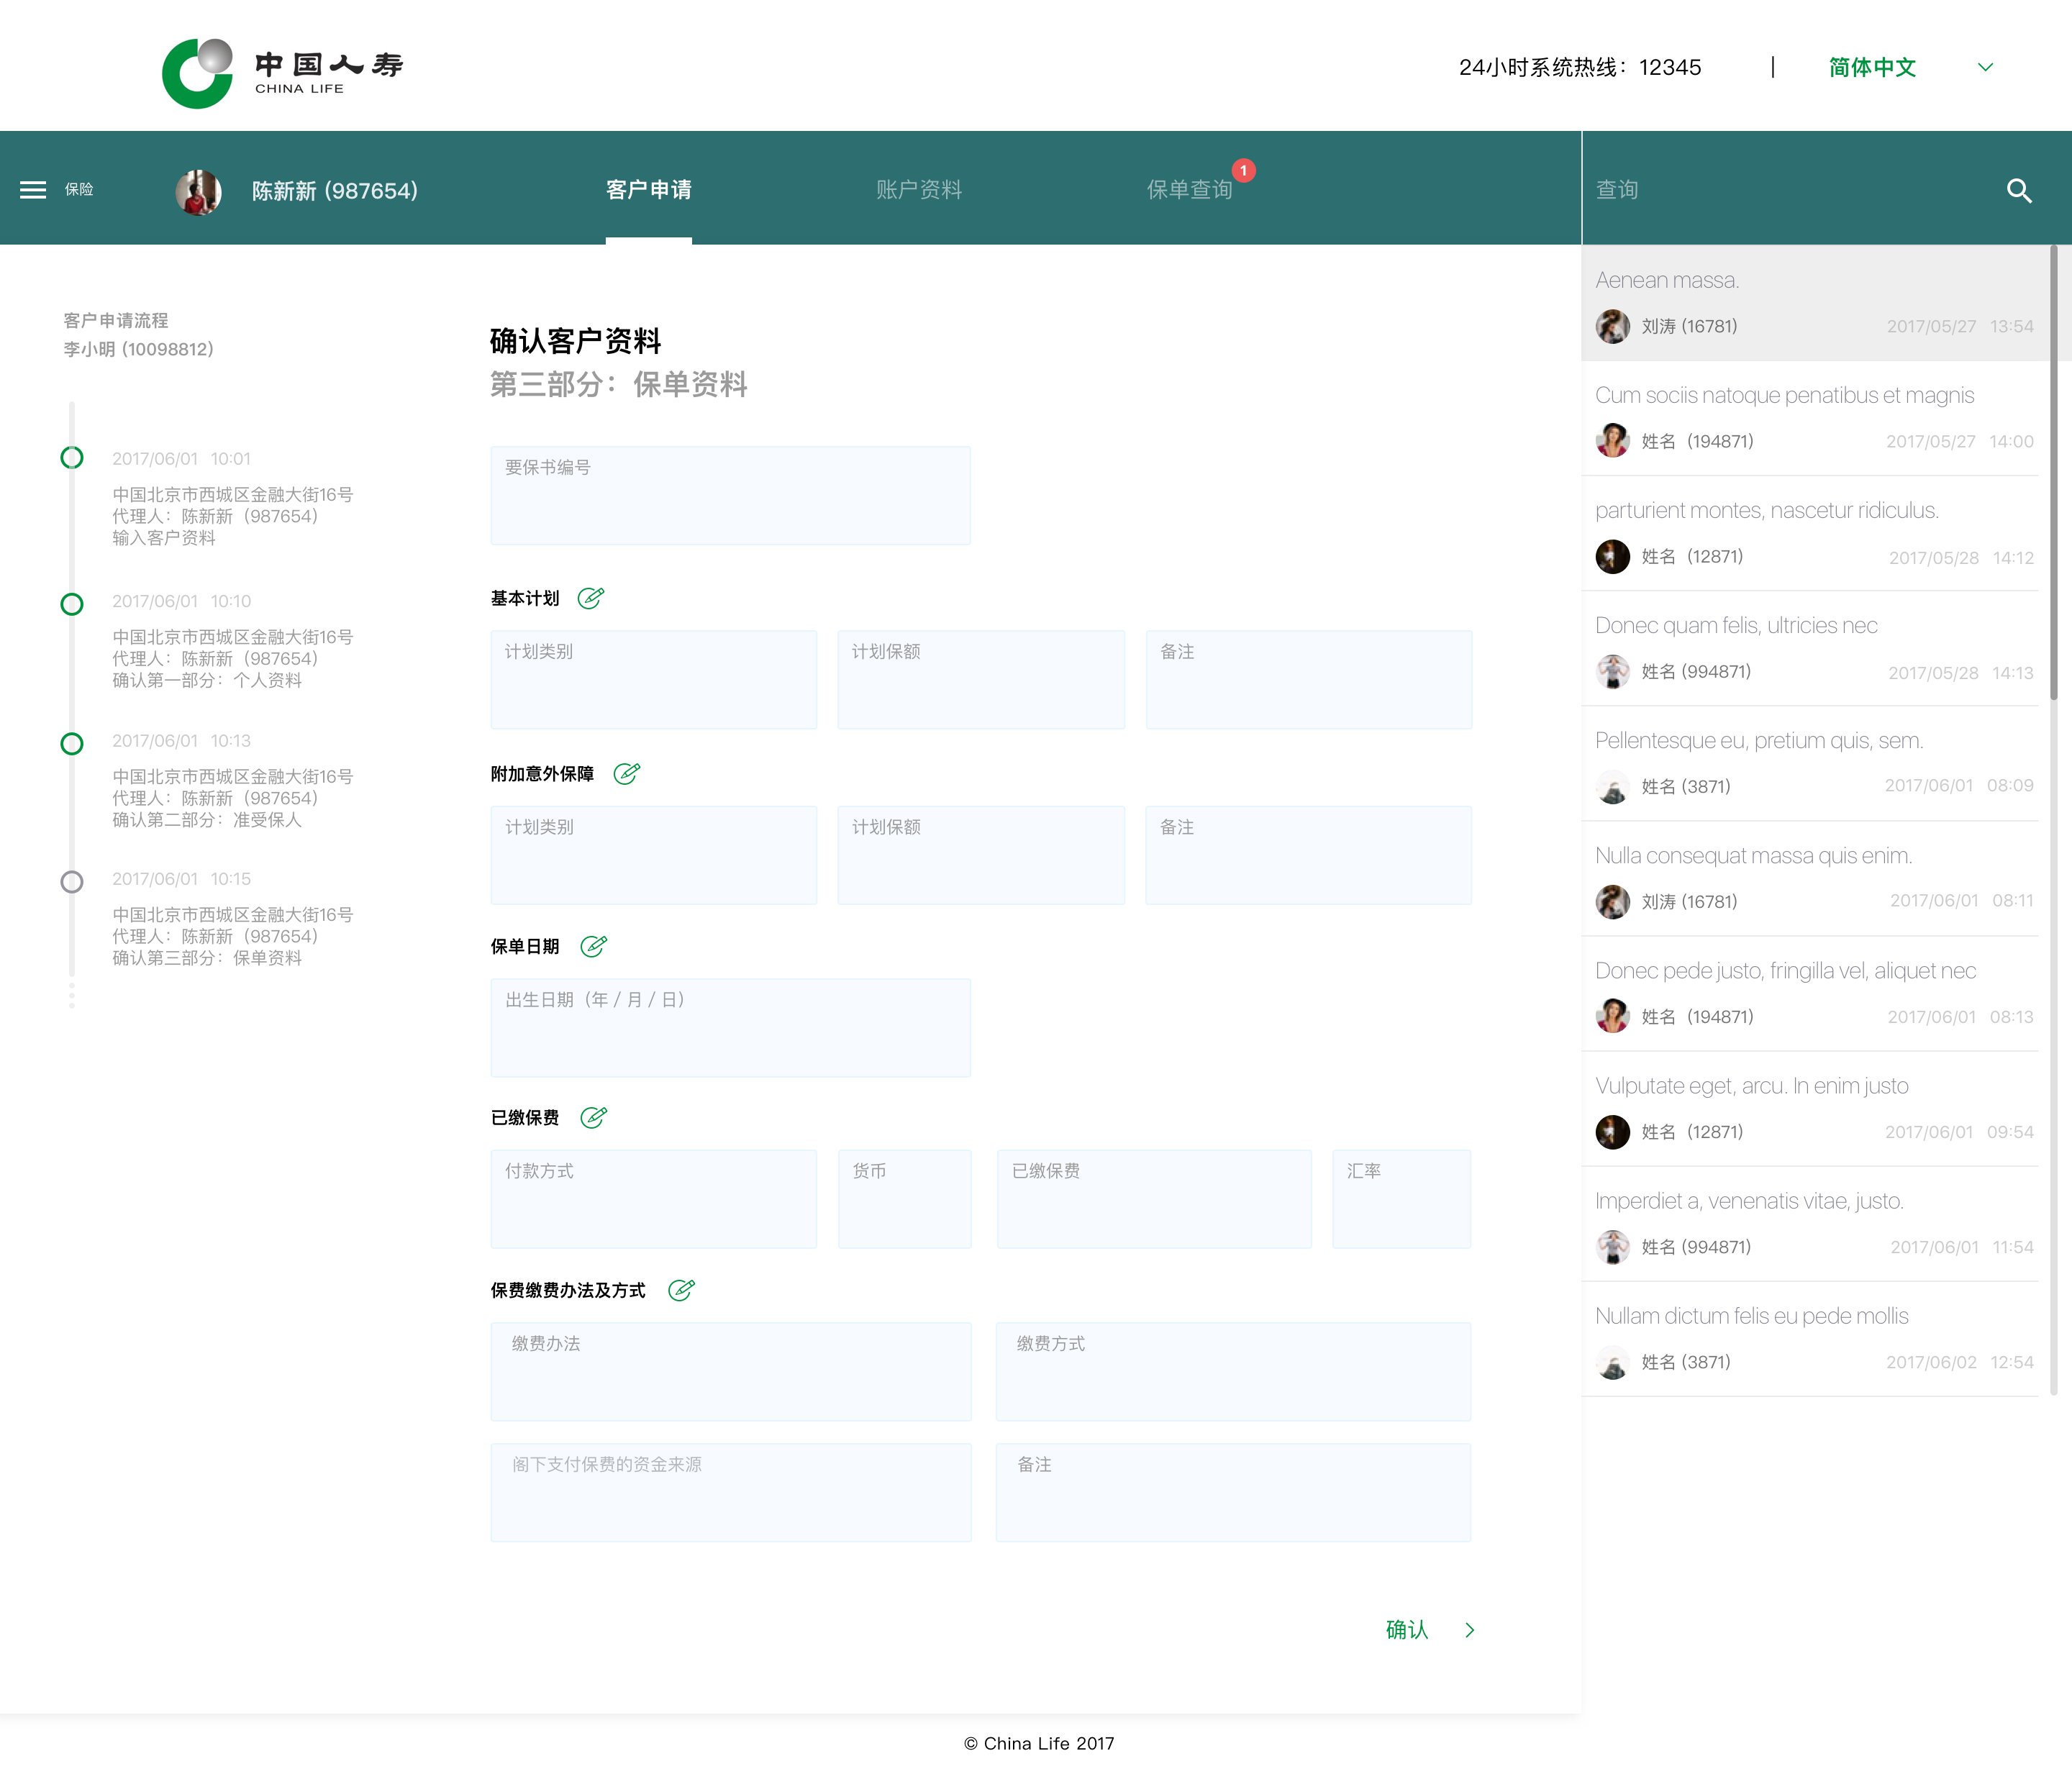 中国人寿
CHINA LIFE
24小时系统热线：12345
|
简体中文
保险
陈新新 (987654)
客户申请
账户资料
保单查询
1
查询
客户申请流程
李小明 (10098812)
2017/06/01 10:01
中国北京市西城区金融大街16号
代理人：陈新新（987654）
输入客户资料
2017/06/01 10:10
中国北京市西城区金融大街16号
代理人：陈新新（987654）
确认第一部分：个人资料
2017/06/01 10:13
中国北京市西城区金融大街16号
代理人：陈新新（987654）
确认第二部分：准受保人
2017/06/01 10:15
中国北京市西城区金融大街16号
代理人：陈新新（987654）
确认第三部分：保单资料
确认客户资料
第三部分：保单资料
要保书编号
基本计划
计划类别
计划保额
备注
附加意外保障
计划类别
计划保额
备注
保单日期
出生日期（年 / 月 / 日）
已缴保费
付款方式
货币
已缴保费
汇率
保费缴费办法及方式
缴费办法
缴费方式
阁下支付保费的资金来源
备注
确认
Aenean massa.
刘涛 (16781) 2017/05/27 13:54
Cum sociis natoque penatibus et magnis
姓名（194871） 2017/05/27 14:00
parturient montes, nascetur ridiculus.
姓名（12871) 2017/05/28 14:12
Donec quam felis, ultricies nec
姓名 (994871) 2017/05/28 14:13
Pellentesque eu, pretium quis, sem.
姓名 (3871) 2017/06/01 08:09
Nulla consequat massa quis enim.
刘涛 (16781) 2017/06/01 08:11
Donec pede justo, fringilla vel, aliquet nec
姓名（194871） 2017/06/01 08:13
Vulputate eget, arcu. In enim justo
姓名（12871) 2017/06/01 09:54
Imperdiet a, venenatis vitae, justo.
姓名 (994871) 2017/06/01 11:54
Nullam dictum felis eu pede mollis
姓名 (3871) 2017/06/02 12:54
© China Life 2017